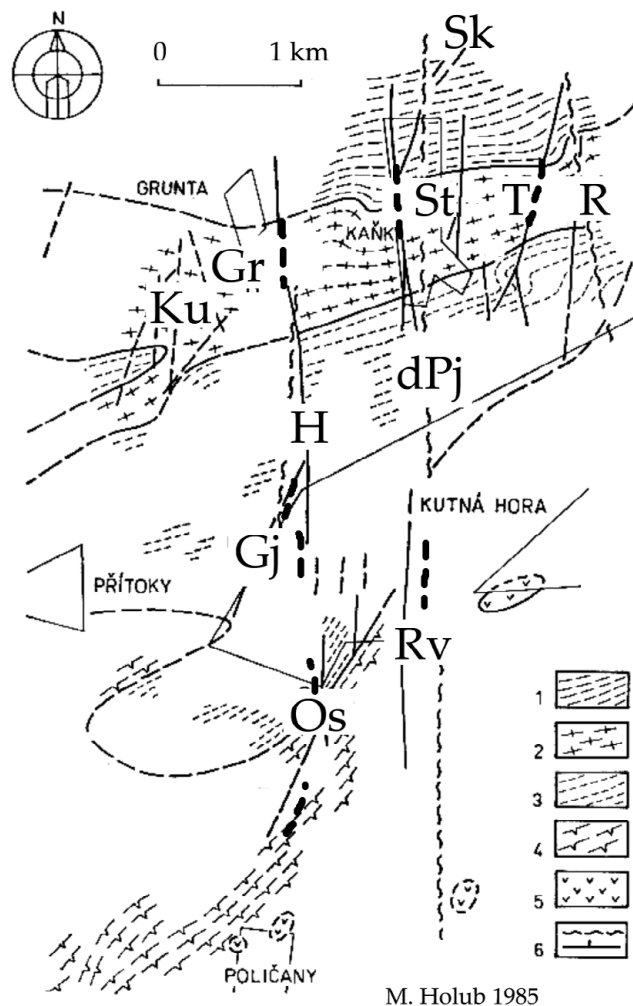 N
0 1 km
Sk
GRUNTA
St
T
R
KAŇK
Gr
Ku
dPj
H
KUTNÁ HORA
Gj
PŘÍTOKY
Rv
Os
1
2
3
4
5
6
POLIČANY
M. Holub 1985